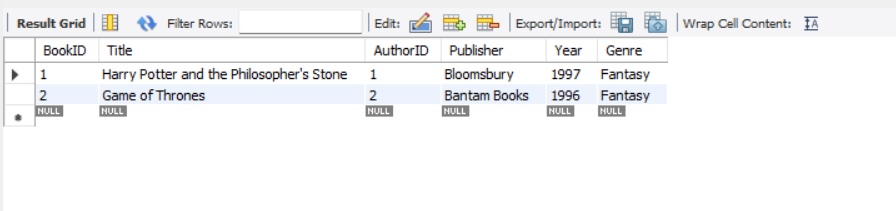 Result Grid Filter Rows: Edit: Export/Import: Wrap Cell Content: IA
BookID Title AuthorID Publisher Year Genre
1 Harry Potter and the Philosopher's Stone 1 Bloomsbury 1997 Fantasy
2 Game of Thrones 2 Bantam Books 1996 Fantasy
NULL NULL NULL NULL NULL NULL